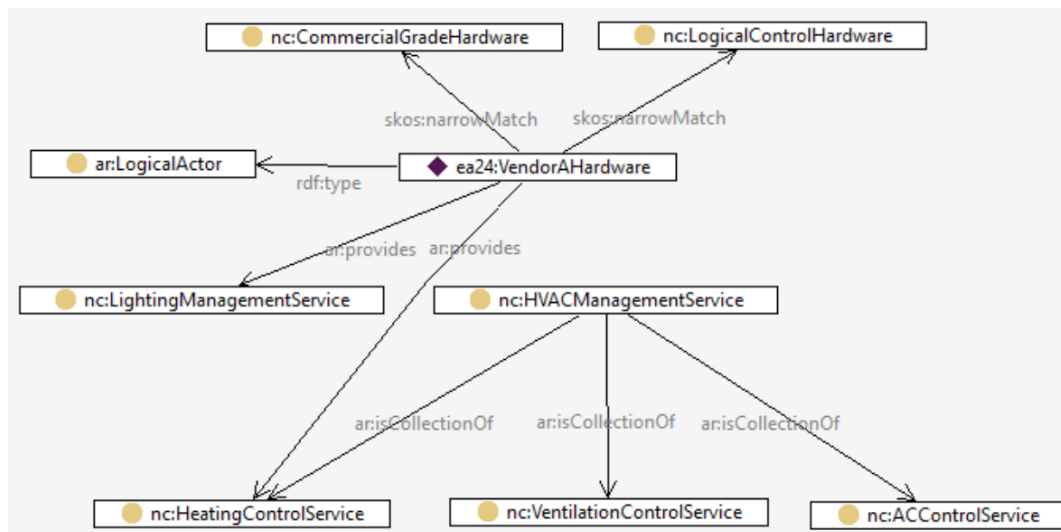 nc:CommercialGradeHardware
nc:LogicalControlHardware
skos:narrowMatch
skos:narrowMatch
ar:LogicalActor
ea24:VendorAHardware
rdf:type
ar:provides
ar:provides
nc:LightingManagementService
nc:HVACManagementService
ar:isCollectionOf
ar:isCollectionOf
ar:isCollectionOf
nc:HeatingControlService
nc:VentilationControlService
nc:ACControlService